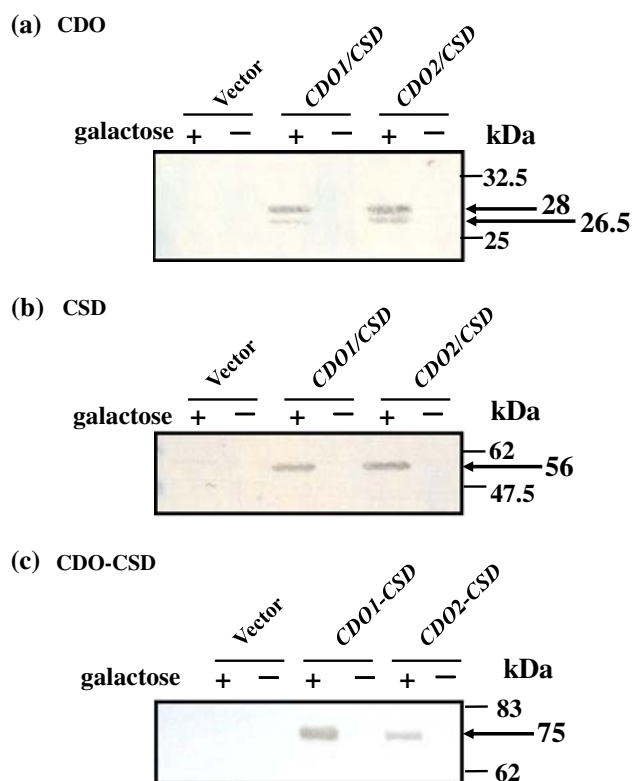 (a) CDO
Vector CDO1/CSD CDO2/CSD
galactose + − + − + − kDa
32.5
28
26.5
25
(b) CSD
Vector CDO1/CSD CDO2/CSD
galactose + − + − + − kDa
62
56
47.5
(c) CDO-CSD
Vector CDO1-CSD CDO2-CSD
galactose + − + − + − kDa
83
75
62